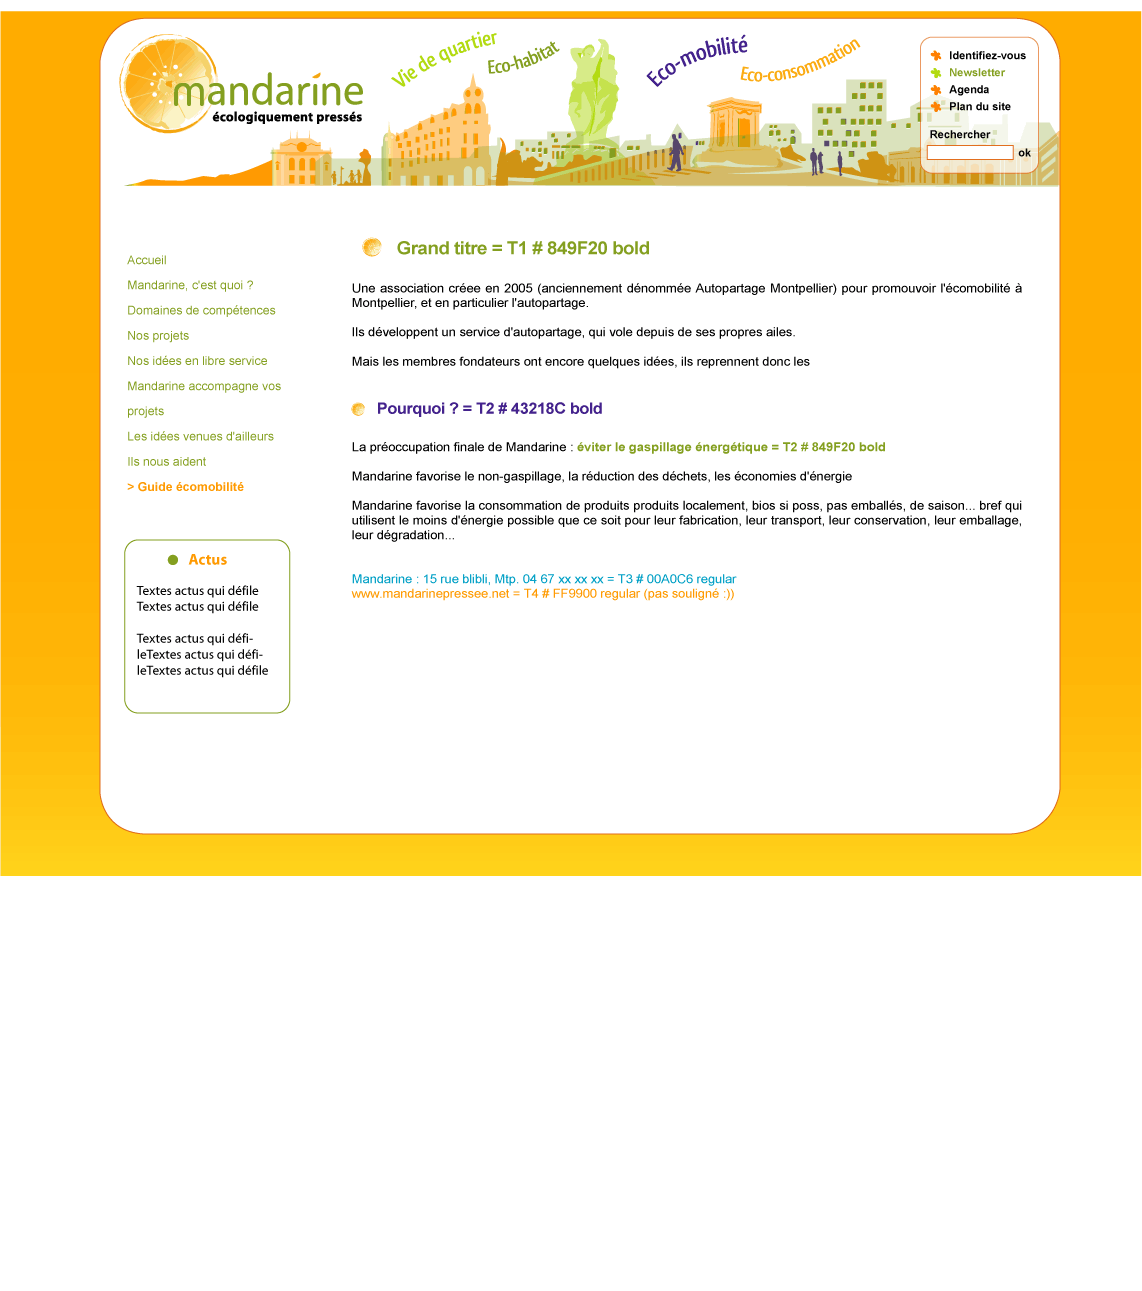 mandarine
écologiquement pressés
Vie de quartier
Eco-habitat
Eco-mobilité
Eco-consommation
Identifiez-vous
Newsletter
Agenda
Plan du site
Rechercher
ok
Accueil
Mandarine, c'est quoi ?
Domaines de compétences
Nos projets
Nos idées en libre service
Mandarine accompagne vos
projets
Les idées venues d'ailleurs
Ils nous aident
> Guide écomobilité
Actus
Textes actus qui défile
Textes actus qui défile
Textes actus qui défi-
leTextes actus qui défi-
leTextes actus qui défile
Grand titre = T1 # 849F20 bold
Une association créee en 2005 (anciennement dénommée Autopartage Montpellier) pour promouvoir l'écomobilité à
Montpellier, et en particulier l'autopartage.
Ils développent un service d'autopartage, qui vole depuis de ses propres ailes.
Mais les membres fondateurs ont encore quelques idées, ils reprennent donc les
Pourquoi ? = T2 # 43218C bold
La préoccupation finale de Mandarine : éviter le gaspillage énergétique = T2 # 849F20 bold
Mandarine favorise le non-gaspillage, la réduction des déchets, les économies d'énergie
Mandarine favorise la consommation de produits produits localement, bios si poss, pas emballés, de saison... bref qui
utilisent le moins d'énergie possible que ce soit pour leur fabrication, leur transport, leur conservation, leur emballage,
leur dégradation...
Mandarine : 15 rue blibli, Mtp. 04 67 xx xx xx = T3 # 00A0C6 regular
www.mandarinepressee.net = T4 # FF9900 regular (pas souligné :))